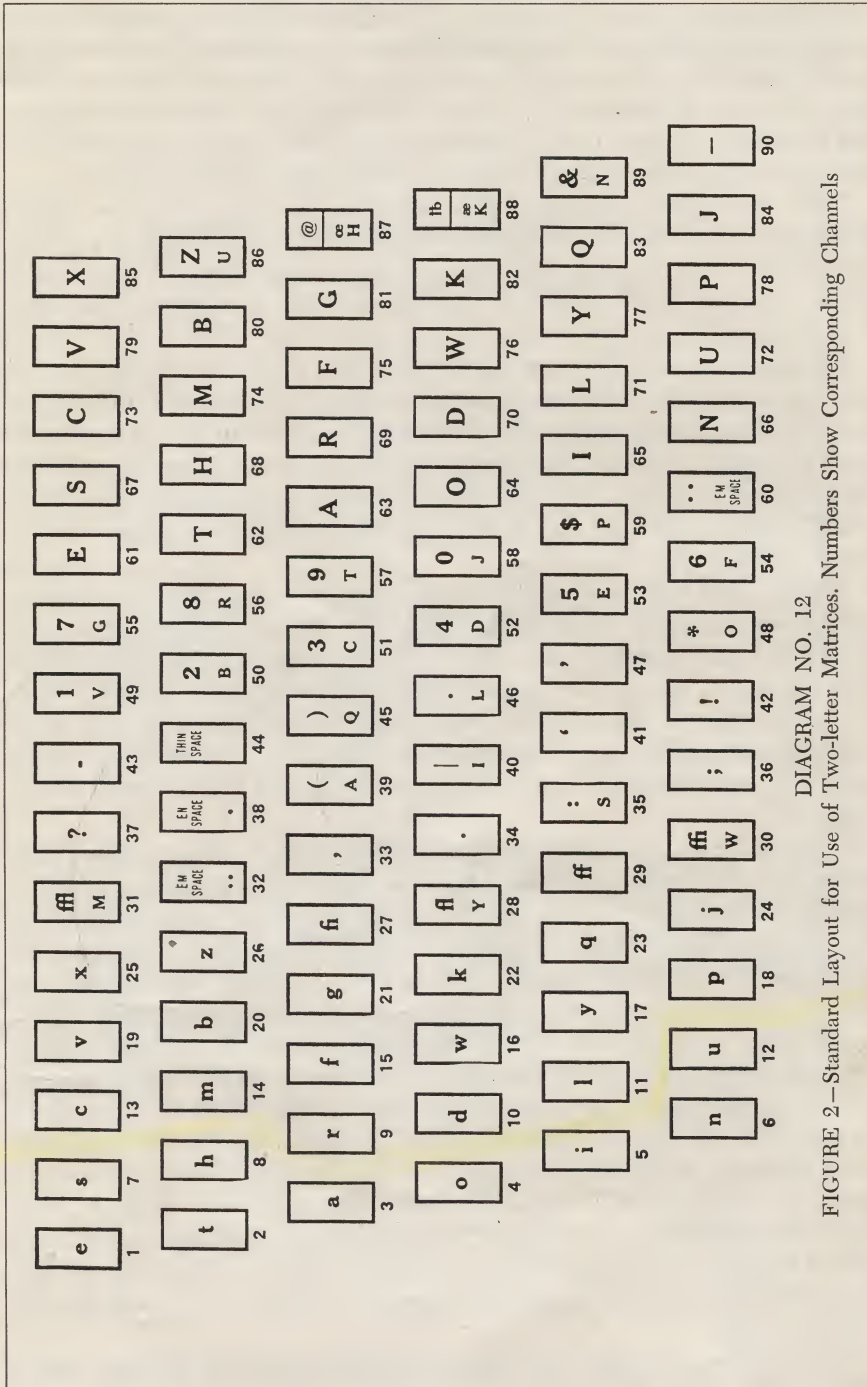 e s c v x ffl ? - 1 7 E S C V X
M V G
1 7 13 19 25 31 37 43 49 55 61 67 73 79 85
t h m b z EM SPACE EN SPACE THIN SPACE 2 8 T H M B Z
.. . B R U
2 8 14 20 26 32 38 44 50 56 62 68 74 80 86
a r f g fi , ( ) 3 9 A R F G @
A Q C T œ H
3 9 15 21 27 33 39 45 51 57 63 69 75 81 87
o d w k fl . | . 4 0 O D W K ℔
Y I L D J æ K
4 10 16 22 28 34 40 46 52 58 64 70 76 82 88
i l y q ff : ‘ ’ 5 $ I L Y Q &
S E P N
5 11 17 23 29 35 41 47 53 59 65 71 77 83 89
n u p j ffi ; ! * 6 .. N U P J —
W O F EM SPACE
6 12 18 24 30 36 42 48 54 60 66 72 78 84 90
DIAGRAM NO. 12
FIGURE 2—Standard Layout for Use of Two-letter Matrices. Numbers Show Corresponding Channels